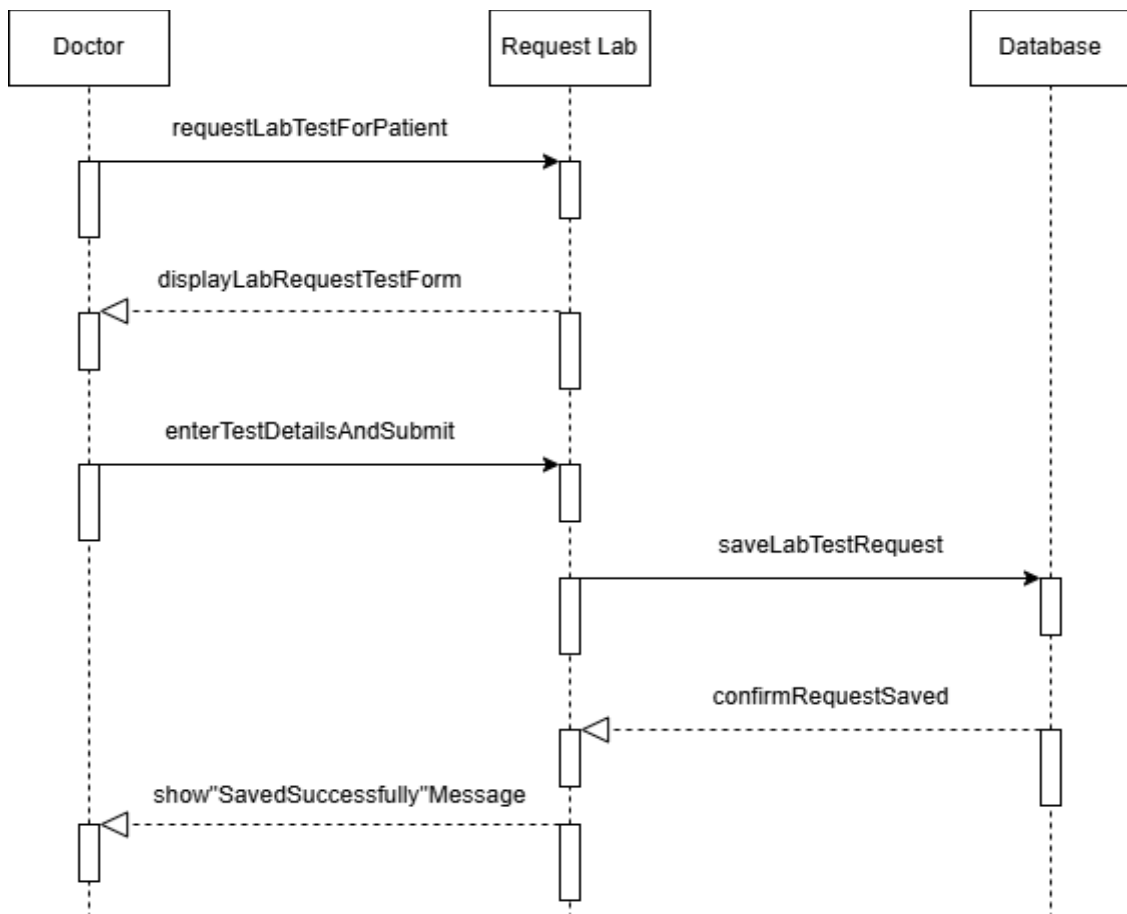 Doctor
Request Lab
Database
requestLabTestForPatient
displayLabRequestTestForm
enterTestDetailsAndSubmit
saveLabTestRequest
confirmRequestSaved
show"SavedSuccessfully"Message